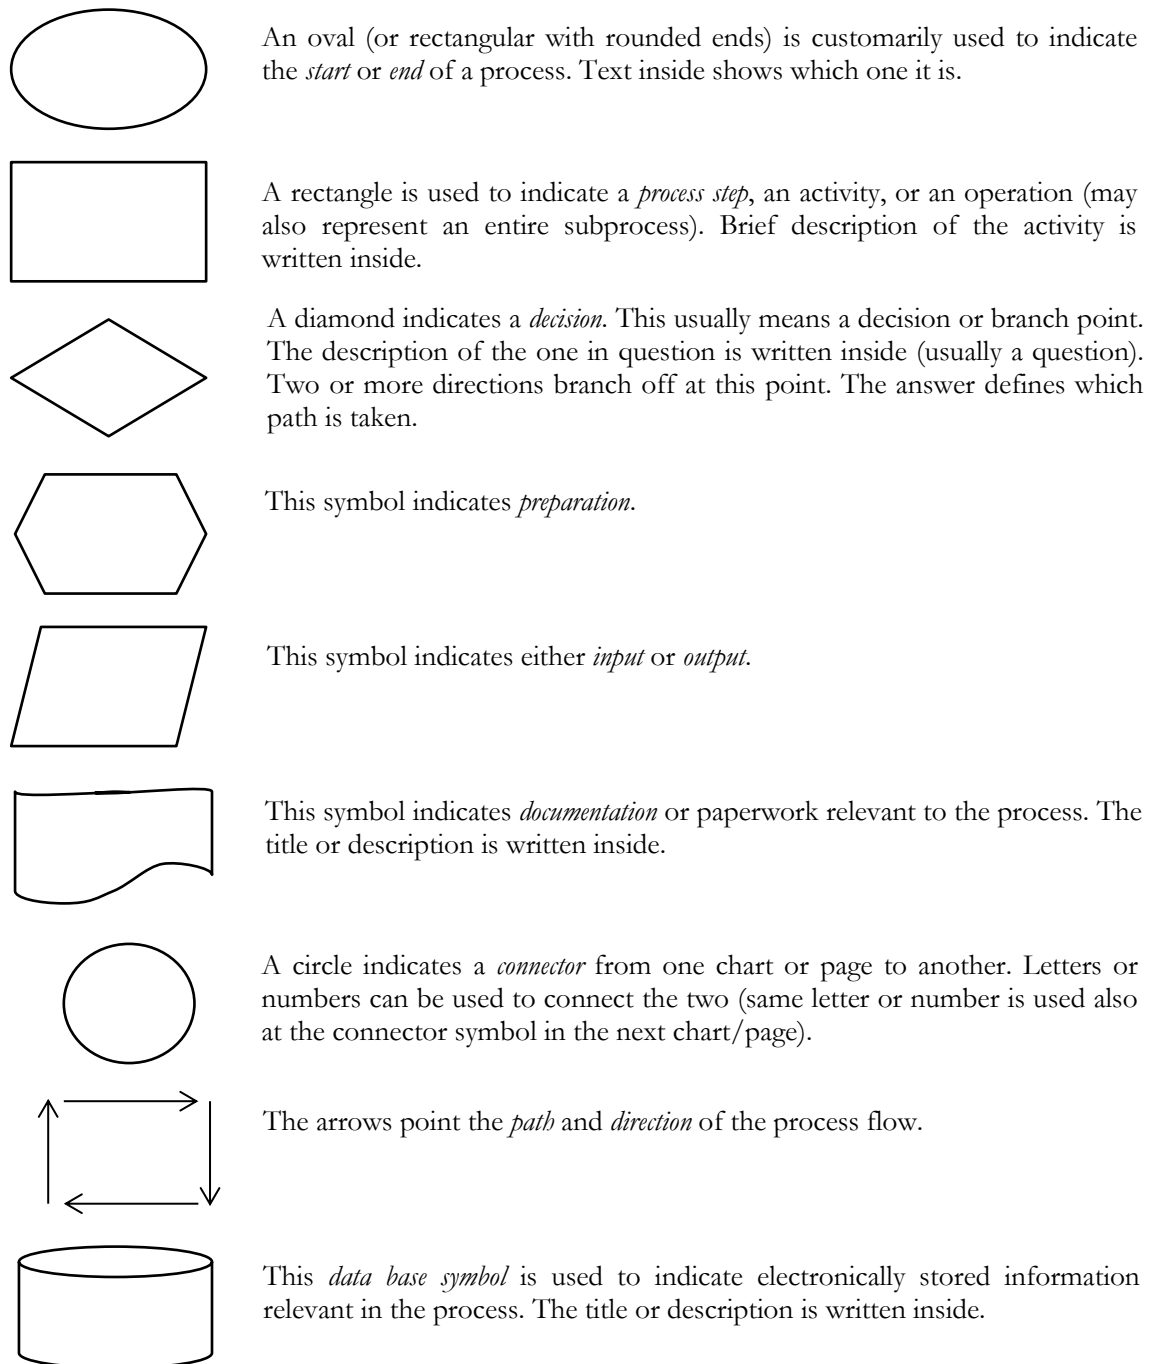 An oval (or rectangular with rounded ends) is customarily used to indicate
the start or end of a process. Text inside shows which one it is.
A rectangle is used to indicate a process step, an activity, or an operation (may
also represent an entire subprocess). Brief description of the activity is
written inside.
A diamond indicates a decision. This usually means a decision or branch point.
The description of the one in question is written inside (usually a question).
Two or more directions branch off at this point. The answer defines which
path is taken.
This symbol indicates preparation.
This symbol indicates either input or output.
This symbol indicates documentation or paperwork relevant to the process. The
title or description is written inside.
A circle indicates a connector from one chart or page to another. Letters or
numbers can be used to connect the two (same letter or number is used also
at the connector symbol in the next chart/page).
The arrows point the path and direction of the process flow.
This data base symbol is used to indicate electronically stored information
relevant in the process. The title or description is written inside.